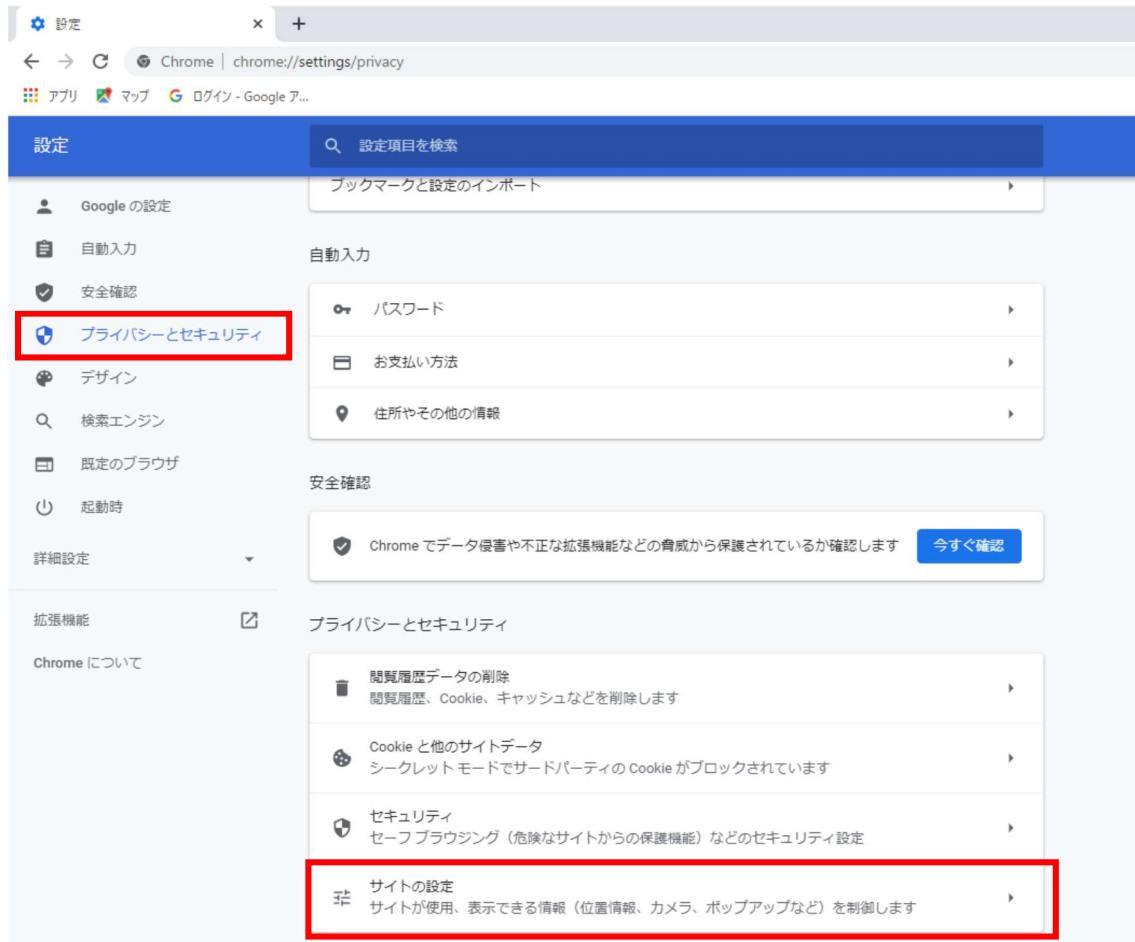 設定
Chrome | chrome://settings/privacy
アプリ マップ ログイン - Google ア...
設定
設定項目を検索
Google の設定
自動入力
安全確認
プライバシーとセキュリティ
デザイン
検索エンジン
既定のブラウザ
起動時
詳細設定
拡張機能
Chrome について
ブックマークと設定のインポート
自動入力
パスワード
お支払い方法
住所やその他の情報
安全確認
Chrome でデータ侵害や不正な拡張機能などの脅威から保護されているか確認します
今すぐ確認
プライバシーとセキュリティ
閲覧履歴データの削除
閲覧履歴、Cookie、キャッシュなどを削除します
Cookie と他のサイトデータ
シークレット モードでサードパーティの Cookie がブロックされています
セキュリティ
セーフ ブラウジング（危険なサイトからの保護機能）などのセキュリティ設定
サイトの設定
サイトが使用、表示できる情報（位置情報、カメラ、ポップアップなど）を制御します